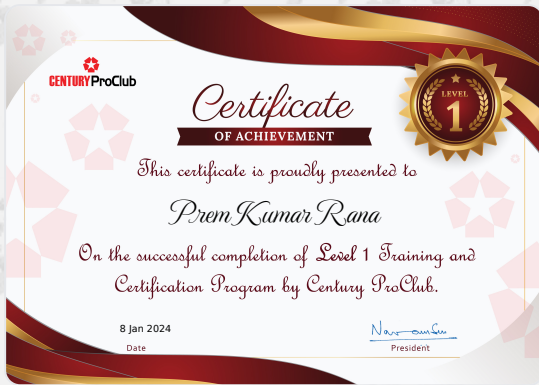 CENTURY ProClub
LEVEL
1
Certificate
OF ACHIEVEMENT
This certificate is proudly presented to
Prem Kumar Rana
On the successful completion of Level 1 Training and
Certification Program by Century ProClub.
8 Jan 2024
Date
President